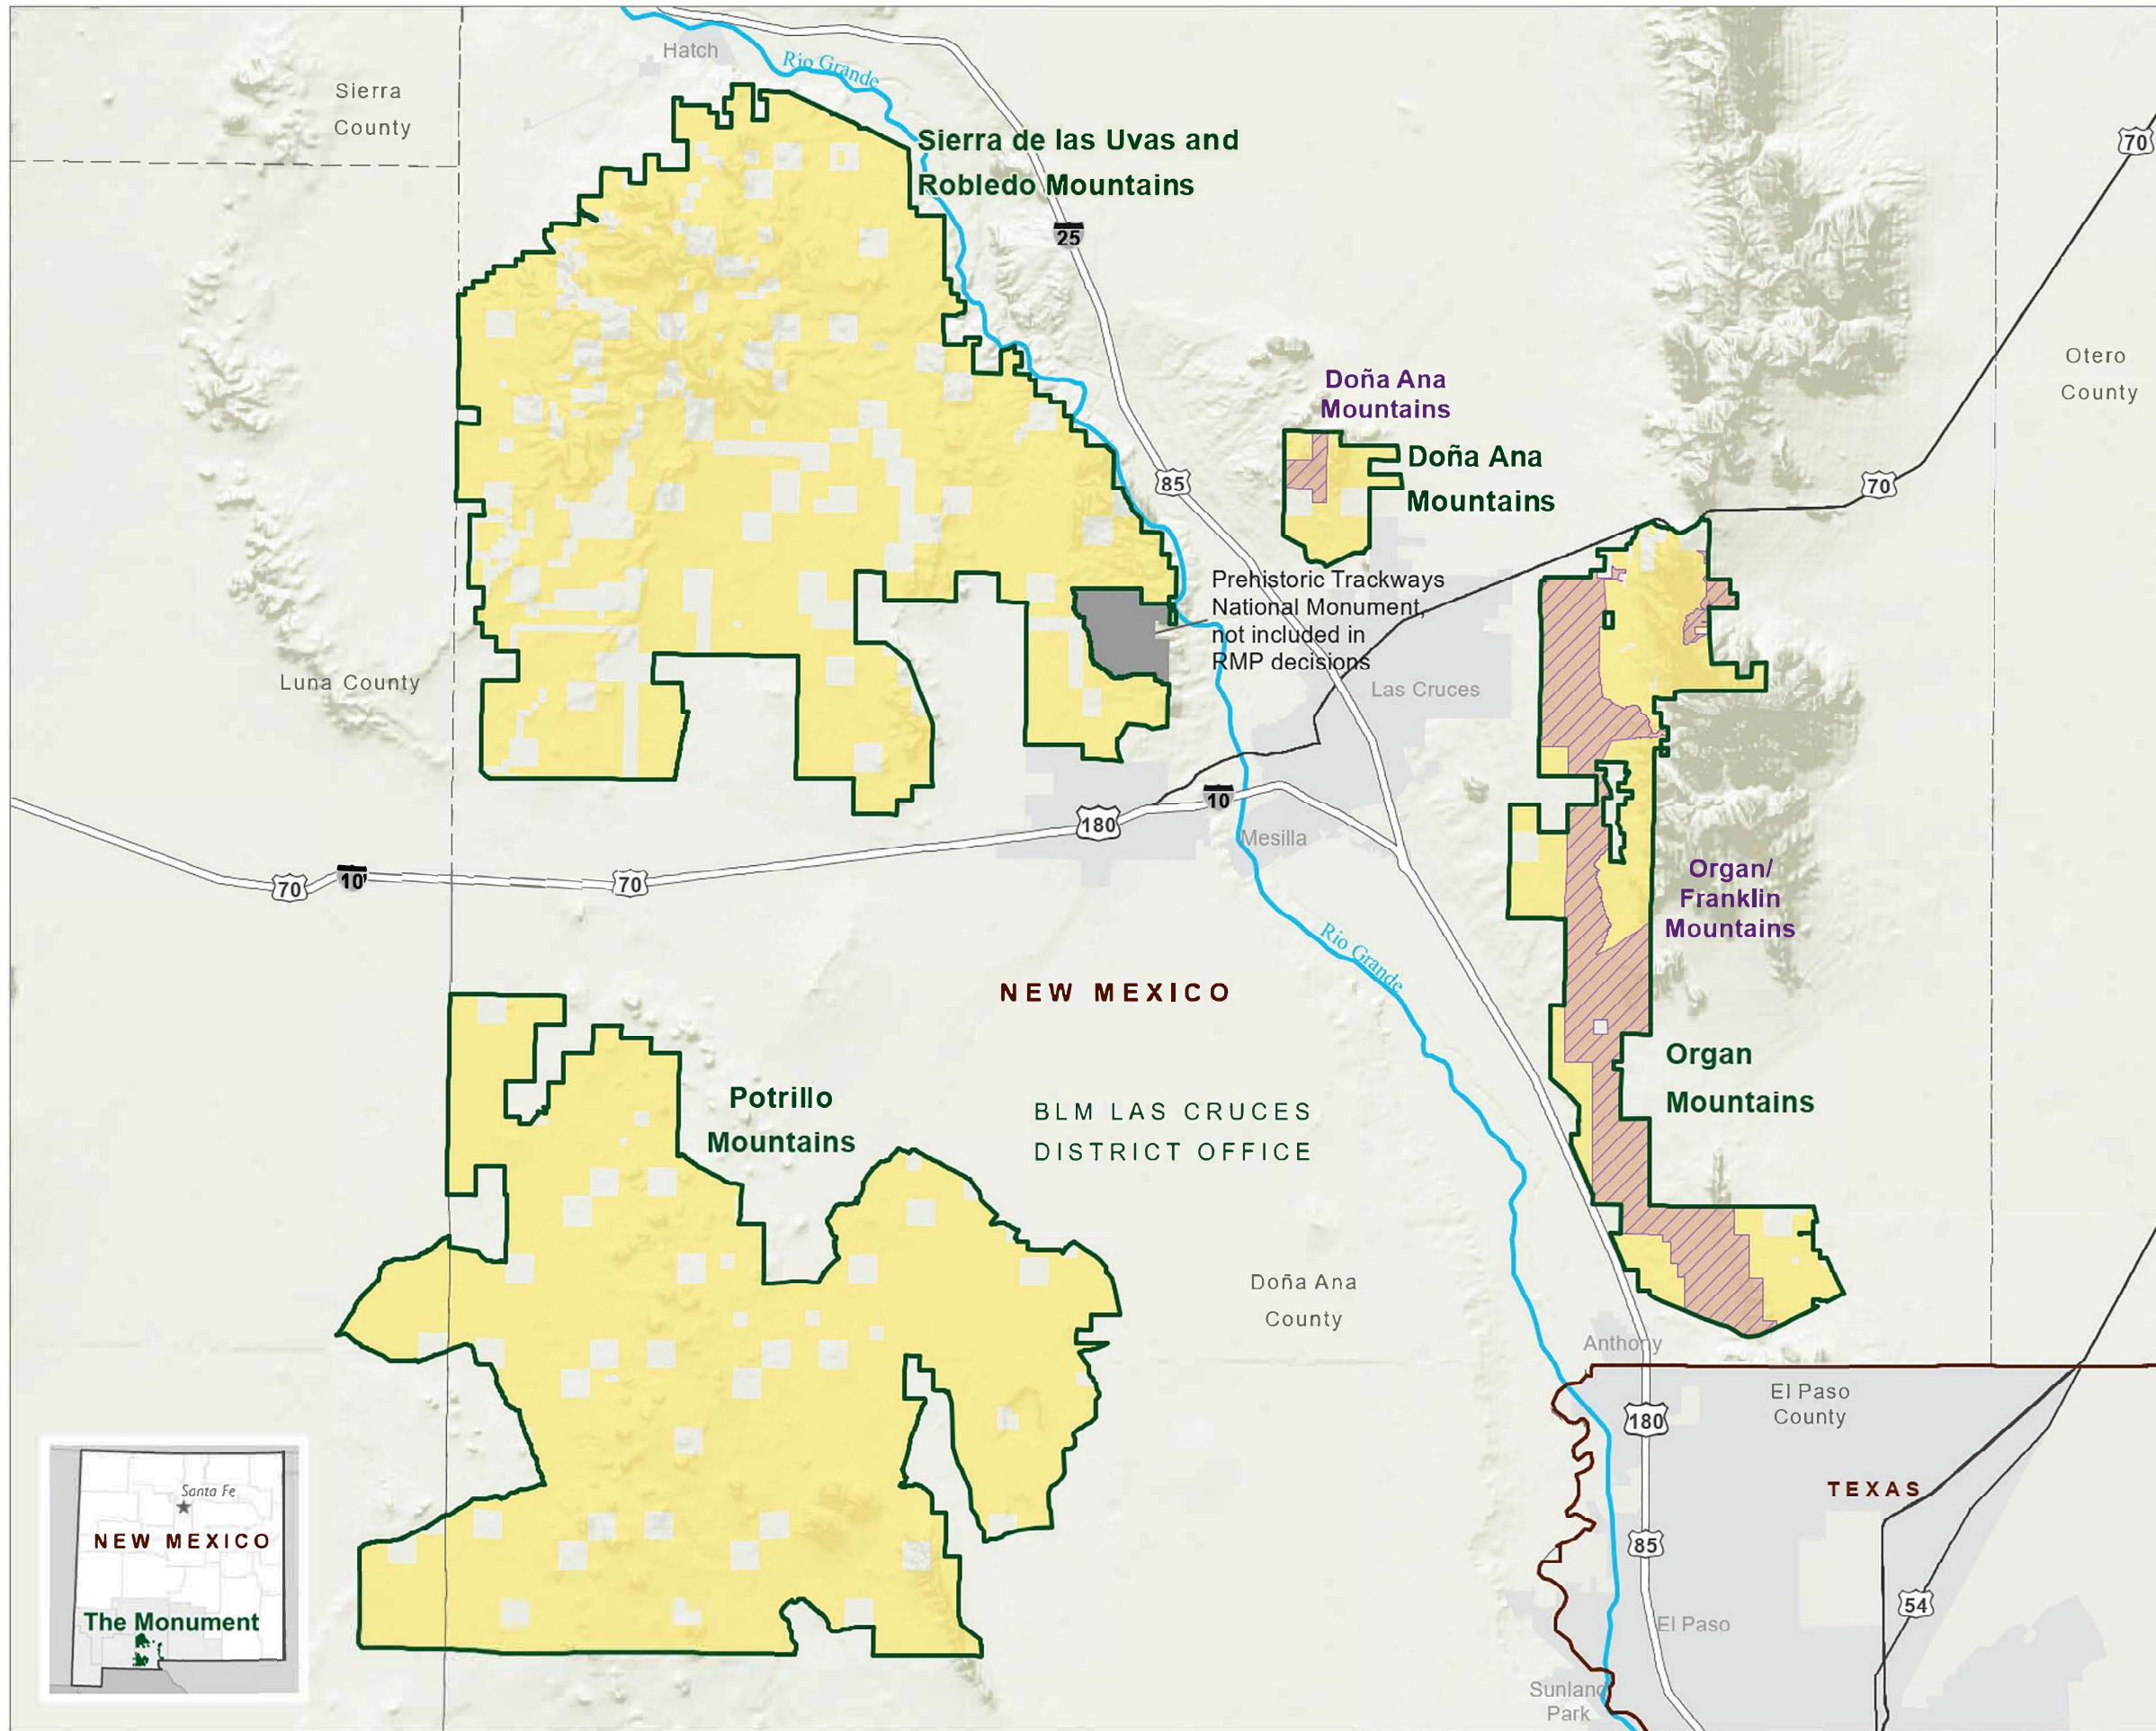 Hatch
Rio Grande
Sierra
County
70
Sierra de las Uvas and
Robledo Mountains
25
Otero
County
Doña Ana
Mountains
Doña Ana
Mountains
85
70
Prehistoric Trackways
National Monument,
not included in
RMP decisions
Luna County
Las Cruces
10
180
Mesilla
70
10
70
Organ/
Franklin
Mountains
Rio Grande
NEW MEXICO
Organ
Mountains
Potrillo
Mountains
BLM LAS CRUCES
DISTRICT OFFICE
Doña Ana
County
Anthony
El Paso
County
180
TEXAS
85
54
El Paso
Sunland
Park
Santa Fe
NEW MEXICO
The Monument